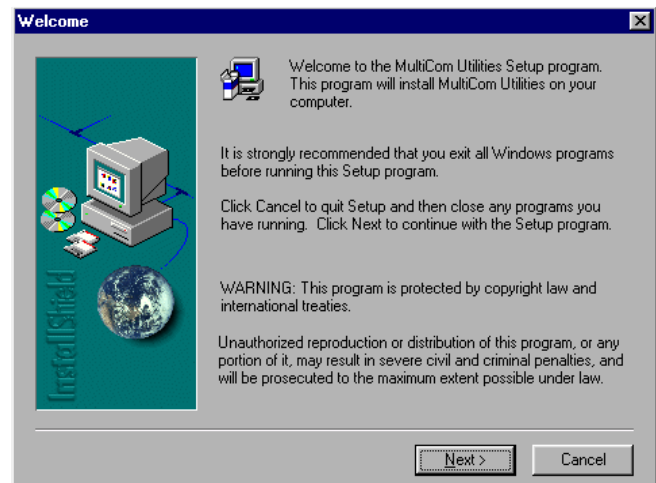 Welcome
Welcome to the MultiCom Utilities Setup program.
This program will install MultiCom Utilities on your
computer.
It is strongly recommended that you exit all Windows programs
before running this Setup program.
Click Cancel to quit Setup and then close any programs you
have running. Click Next to continue with the Setup program.
InstallShield
WARNING: This program is protected by copyright law and
international treaties.
Unauthorized reproduction or distribution of this program, or any
portion of it, may result in severe civil and criminal penalties, and
will be prosecuted to the maximum extent possible under law.
Next >
Cancel